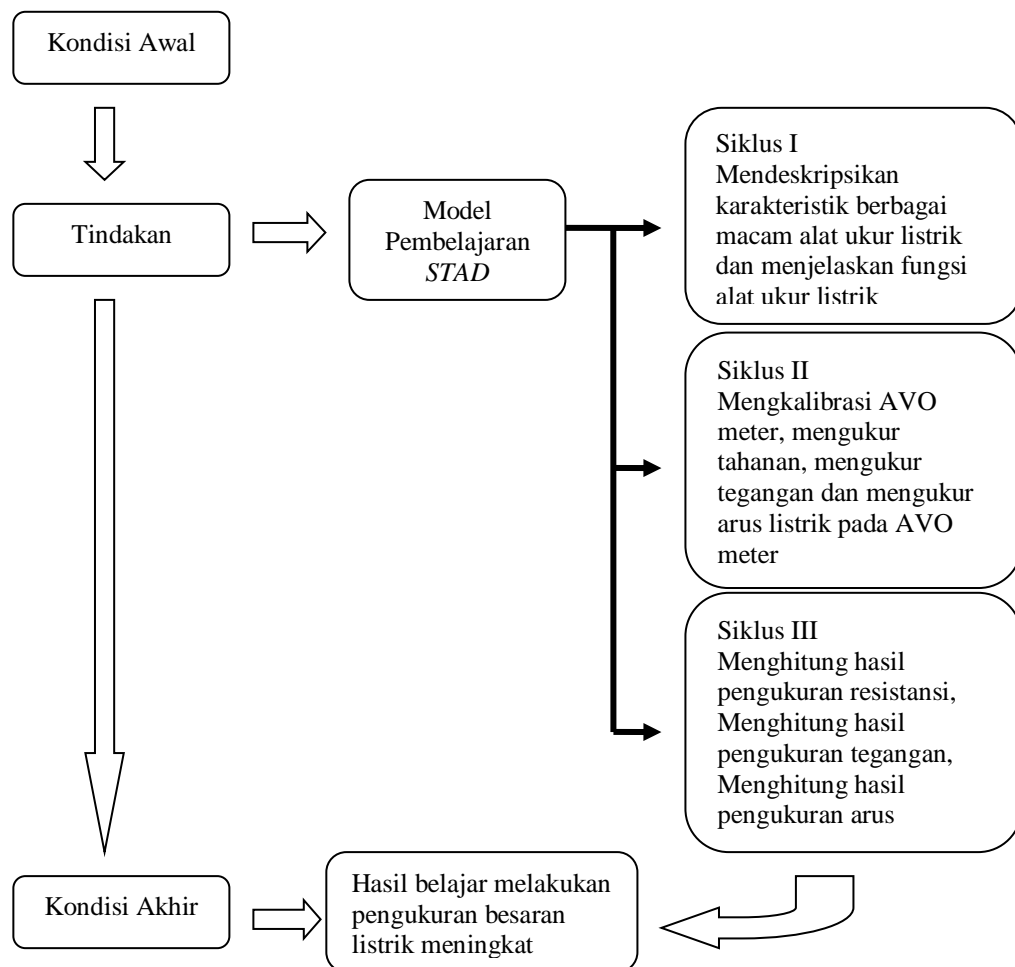 Kondisi Awal
Tindakan
Model
Pembelajaran
STAD
Siklus I
Mendeskripsikan
karakteristik berbagai
macam alat ukur listrik
dan menjelaskan fungsi
alat ukur listrik
Siklus II
Mengkalibrasi AVO
meter, mengukur
tahanan, mengukur
tegangan dan mengukur
arus listrik pada AVO
meter
Siklus III
Menghitung hasil
pengukuran resistansi,
Menghitung hasil
pengukuran tegangan,
Menghitung hasil
pengukuran arus
Kondisi Akhir
Hasil belajar melakukan
pengukuran besaran
listrik meningkat